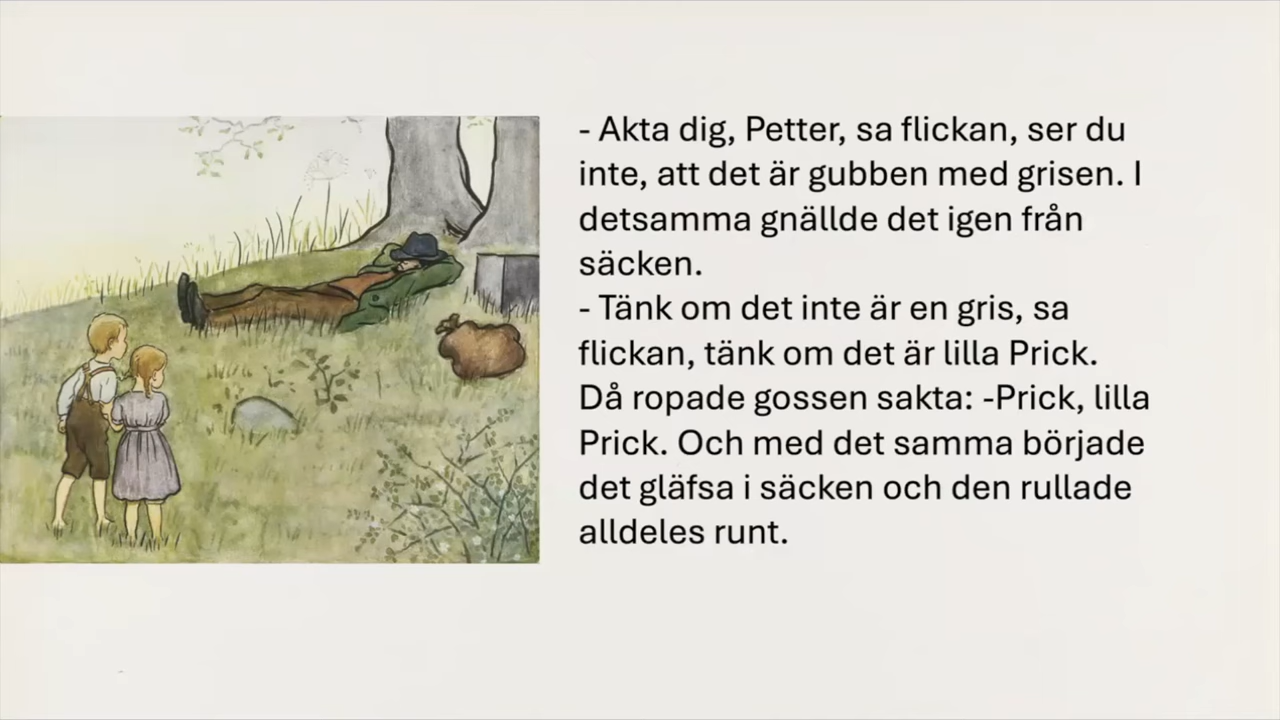 - Akta dig, Petter, sa flickan, ser du
inte, att det är gubben med grisen. I
detsamma gnällde det igen från
säcken.
- Tänk om det inte är en gris, sa
flickan, tänk om det är lilla Prick.
Då ropade gossen sakta: -Prick, lilla
Prick. Och med det samma började
det gläfsa i säcken och den rullade
alldeles runt.